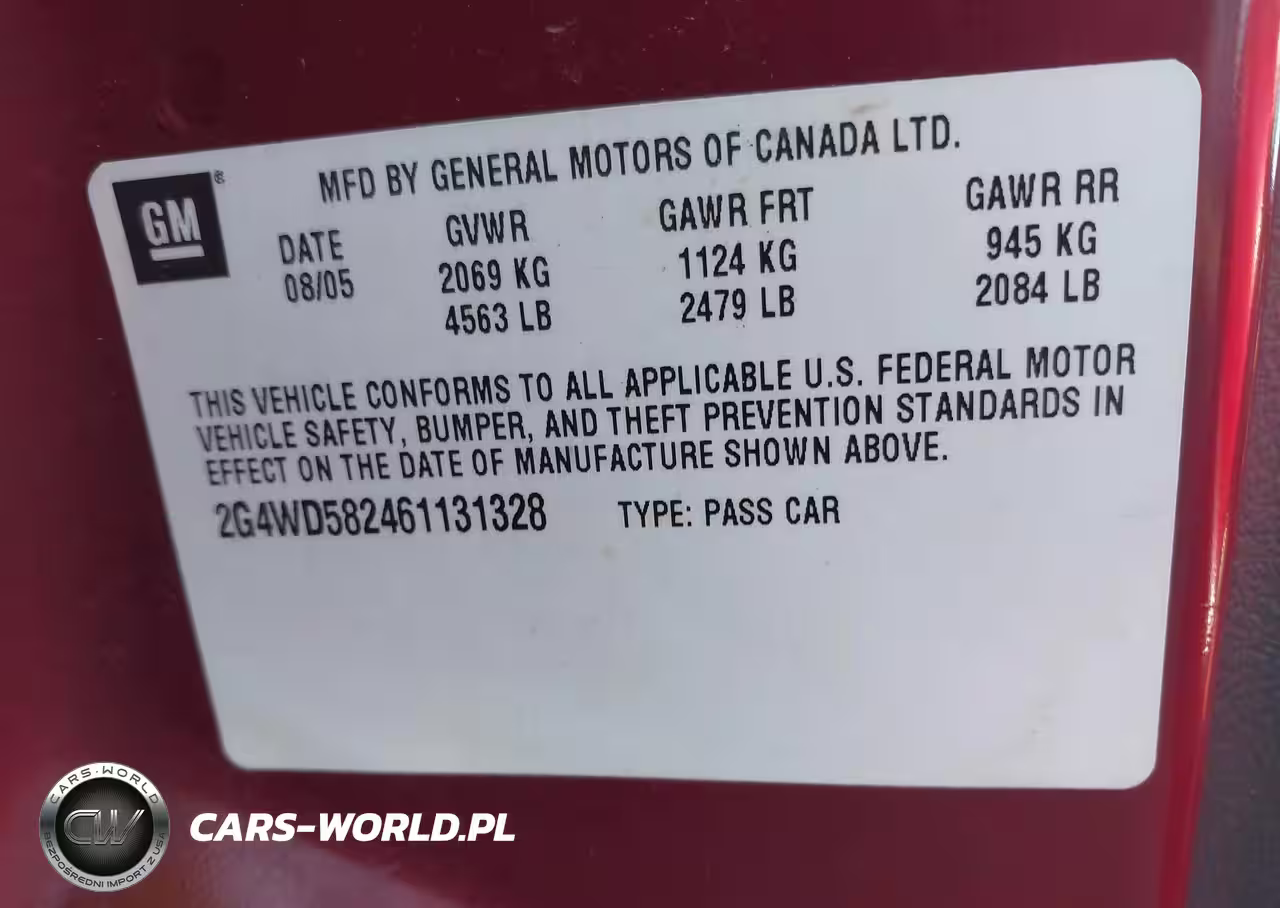 MFD BY GENERAL MOTORS OF CANADA LTD.
GM®
DATE GVWR GAWR FRT GAWR RR
08/05 2069 KG 1124 KG 945 KG
4563 LB 2479 LB 2084 LB
THIS VEHICLE CONFORMS TO ALL APPLICABLE U.S. FEDERAL MOTOR
VEHICLE SAFETY, BUMPER, AND THEFT PREVENTION STANDARDS IN
EFFECT ON THE DATE OF MANUFACTURE SHOWN ABOVE.
2G4WD582461131328 TYPE: PASS CAR
CARS-WORLD
CW
BEZPOŚREDNI IMPORT Z USA
CARS-WORLD.PL